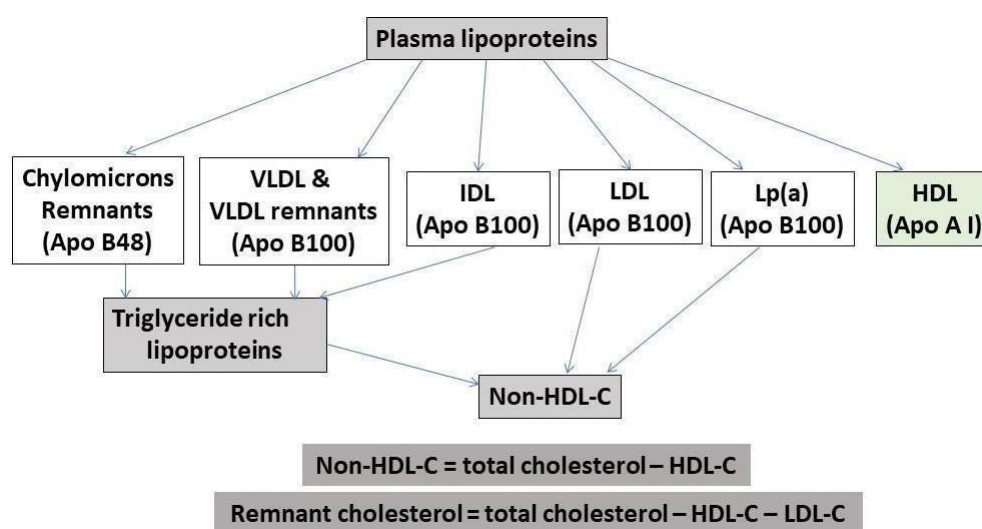 Plasma lipoproteins
Chylomicrons
Remnants
(Apo B48)
VLDL &
VLDL remnants
(Apo B100)
IDL
(Apo B100)
LDL
(Apo B100)
Lp(a)
(Apo B100)
HDL
(Apo A I)
Triglyceride rich
lipoproteins
Non-HDL-C
Non-HDL-C = total cholesterol – HDL-C
Remnant cholesterol = total cholesterol – HDL-C – LDL-C